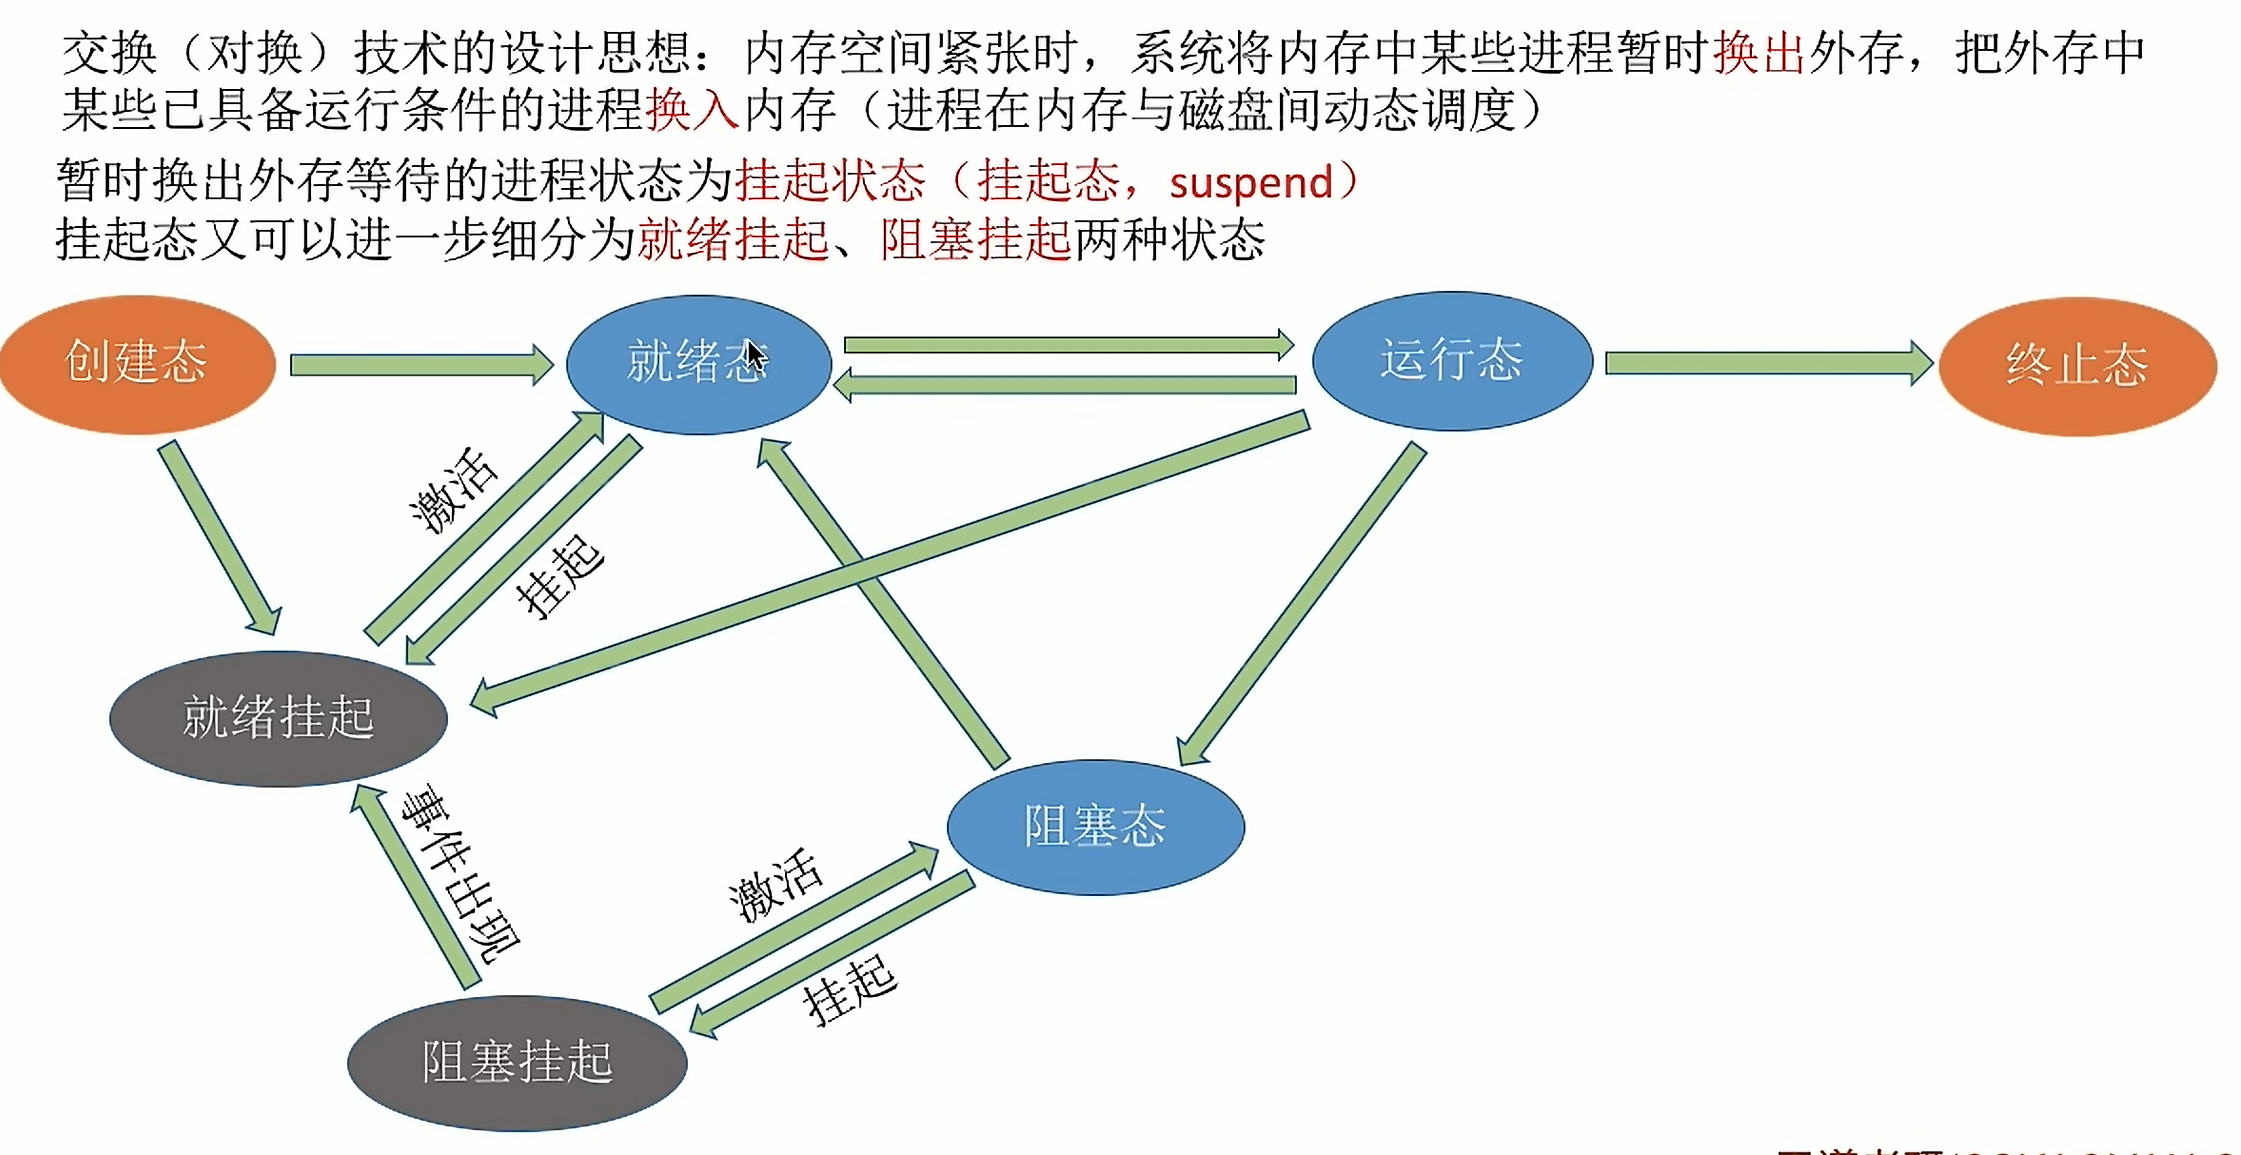 交换（对换）技术的设计思想：内存空间紧张时，系统将内存中某些进程暂时换出外存，把外存中
某些已具备运行条件的进程换入内存（进程在内存与磁盘间动态调度）
暂时换出外存等待的进程状态为挂起状态（挂起态，suspend）
挂起态又可以进一步细分为就绪挂起、阻塞挂起两种状态
创建态
就绪态
运行态
终止态
激活
挂起
就绪挂起
事件出现
阻塞态
激活
挂起
阻塞挂起